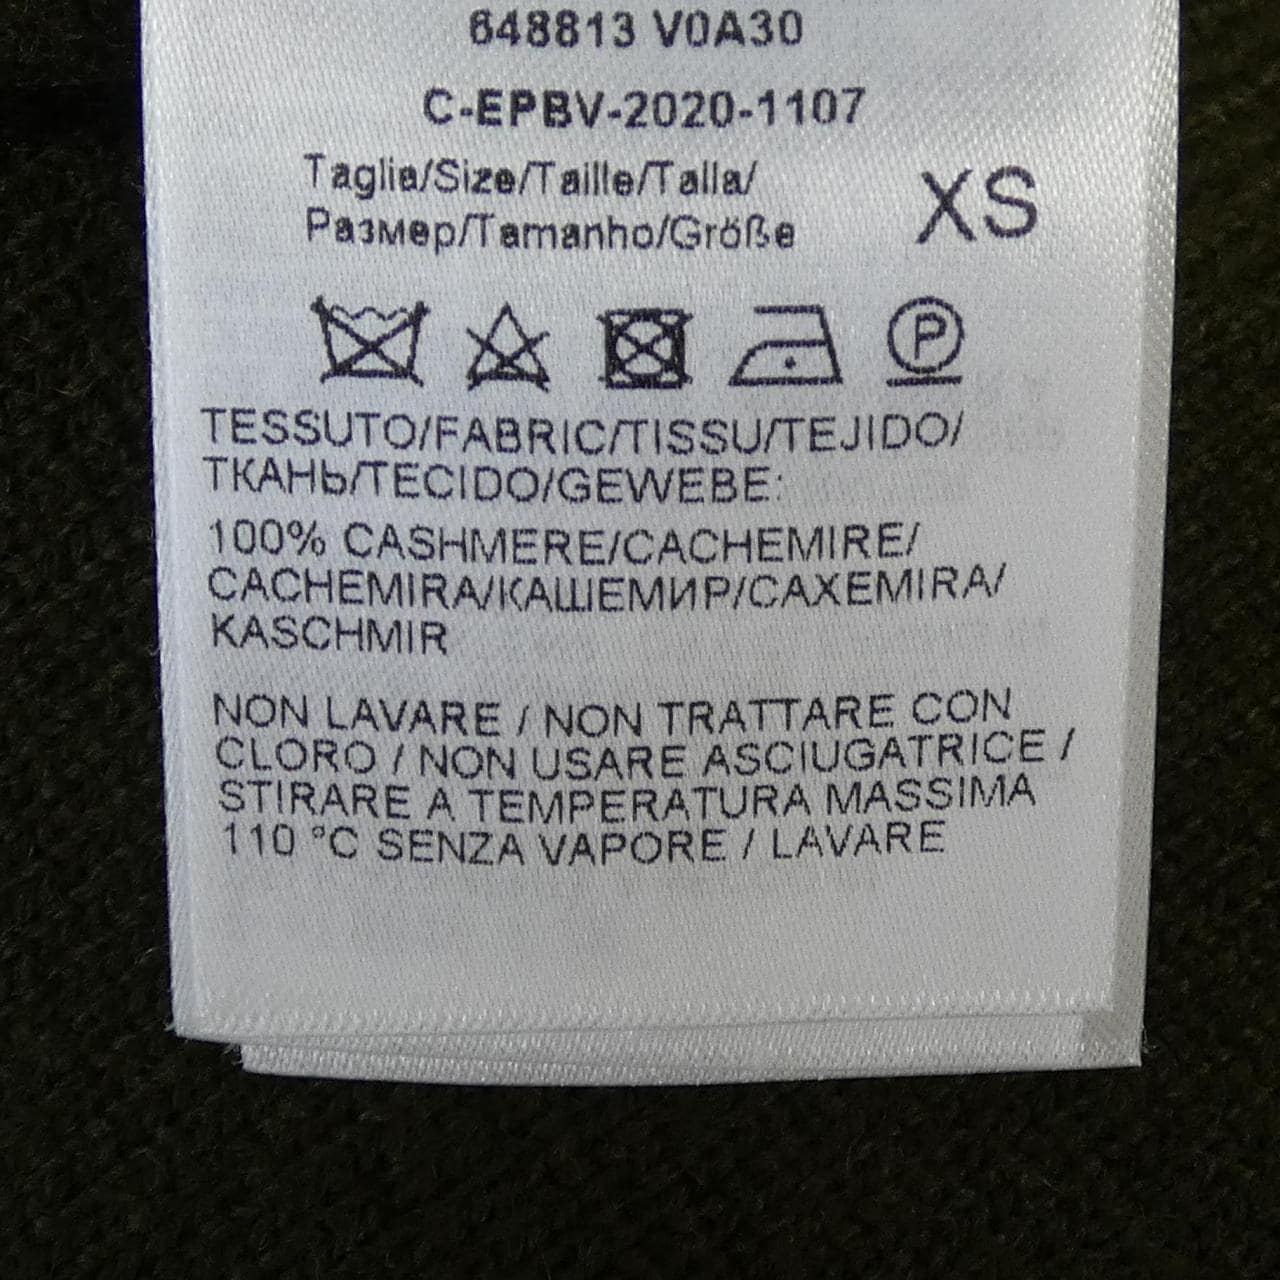 648813 V0A30
C-EPBV-2020-1107
Taglia/Size/Taille/Talla/
Размер/Tamanho/Größe
XS
P
TESSUTO/FABRIC/TISSU/TEJIDO/
ТКАНЬ/TECIDO/GEWEBE:
100% CASHMERE/CACHEMIRE/
CACHEMIRA/КАШЕМИР/CAXEMIRA/
KASCHMIR
NON LAVARE / NON TRATTARE CON
CLORO / NON USARE ASCIUGATRICE /
STIRARE A TEMPERATURA MASSIMA
110 °C SENZA VAPORE / LAVARE